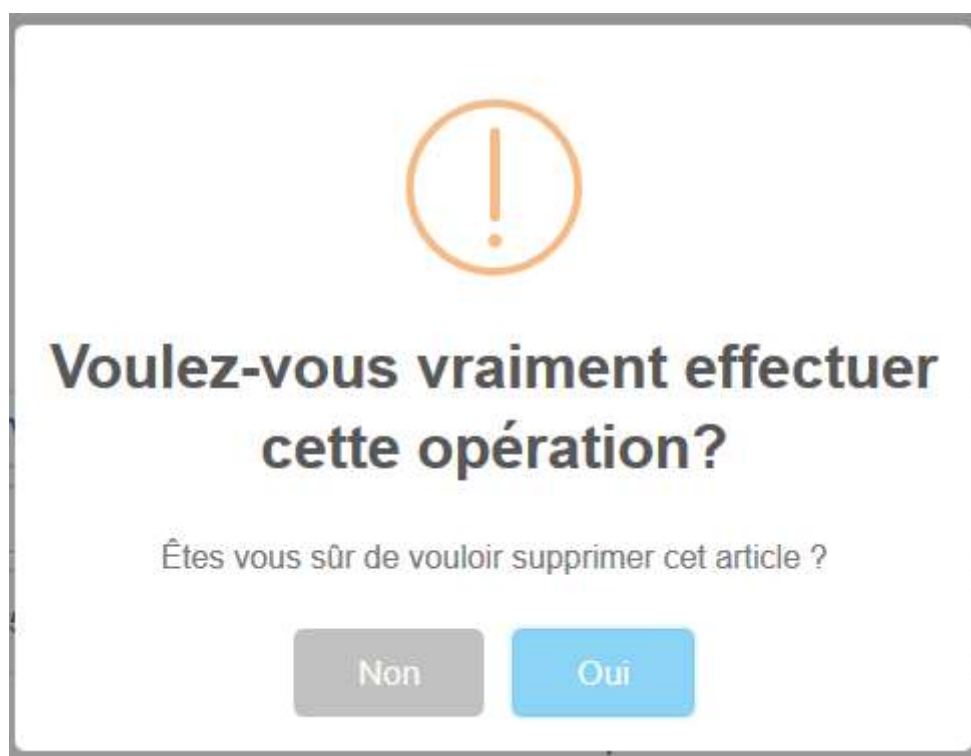 Voulez-vous vraiment effectuer
cette opération?
Êtes vous sûr de vouloir supprimer cet article ?
Non
Oui